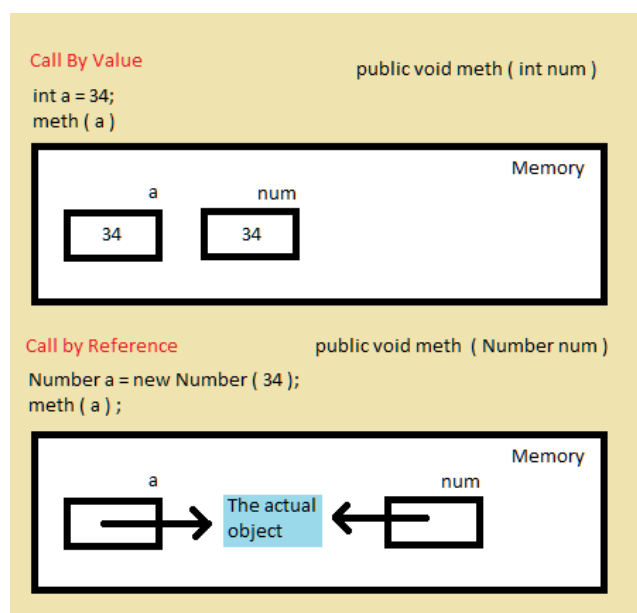 Call By Value
public void meth ( int num )
int a = 34;
meth ( a )
Memory
a num
34 34
Call by Reference public void meth ( Number num )
Number a = new Number ( 34 );
meth ( a ) ;
Memory
a num
The actual
object